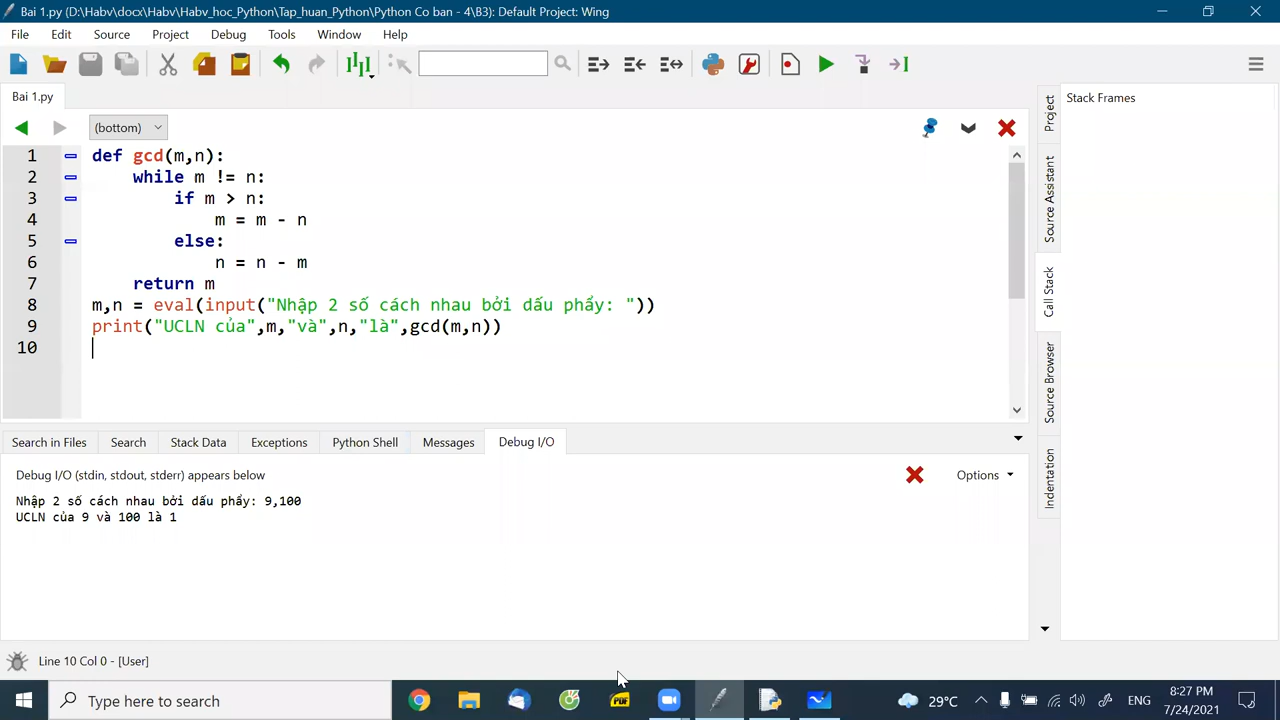 Bai 1.py (D:\Habv\docx\Habv\Habv_hoc_Python\Tap_huan_Python\Python Co ban - 4\B3): Default Project: Wing
File Edit Source Project Debug Tools Window Help
Bai 1.py
Stack Frames
(bottom)
1 def gcd(m,n):
2 while m != n:
3 if m > n:
4 m = m - n
5 else:
6 n = n - m
7 return m
8 m,n = eval(input("Nhập 2 số cách nhau bởi dấu phẩy: "))
9 print("UCLN của",m,"và",n,"là",gcd(m,n))
10
Project
Source Assistant
Call Stack
Source Browser
Indentation
Search in Files Search Stack Data Exceptions Python Shell Messages Debug I/O
Debug I/O (stdin, stdout, stderr) appears below
Options
Nhập 2 số cách nhau bởi dấu phẩy: 9,100
UCLN của 9 và 100 là 1
Line 10 Col 0 - [User]
Type here to search
PDF
29°C
ENG
8:27 PM
7/24/2021